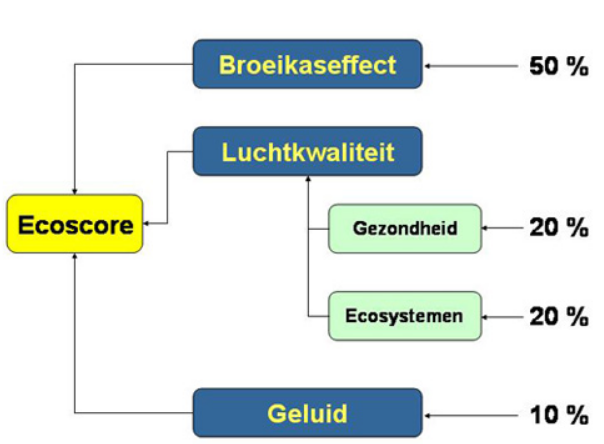 Broeikaseffect 50 %
Luchtkwaliteit
Ecoscore
Gezondheid 20 %
Ecosystemen 20 %
Geluid 10 %